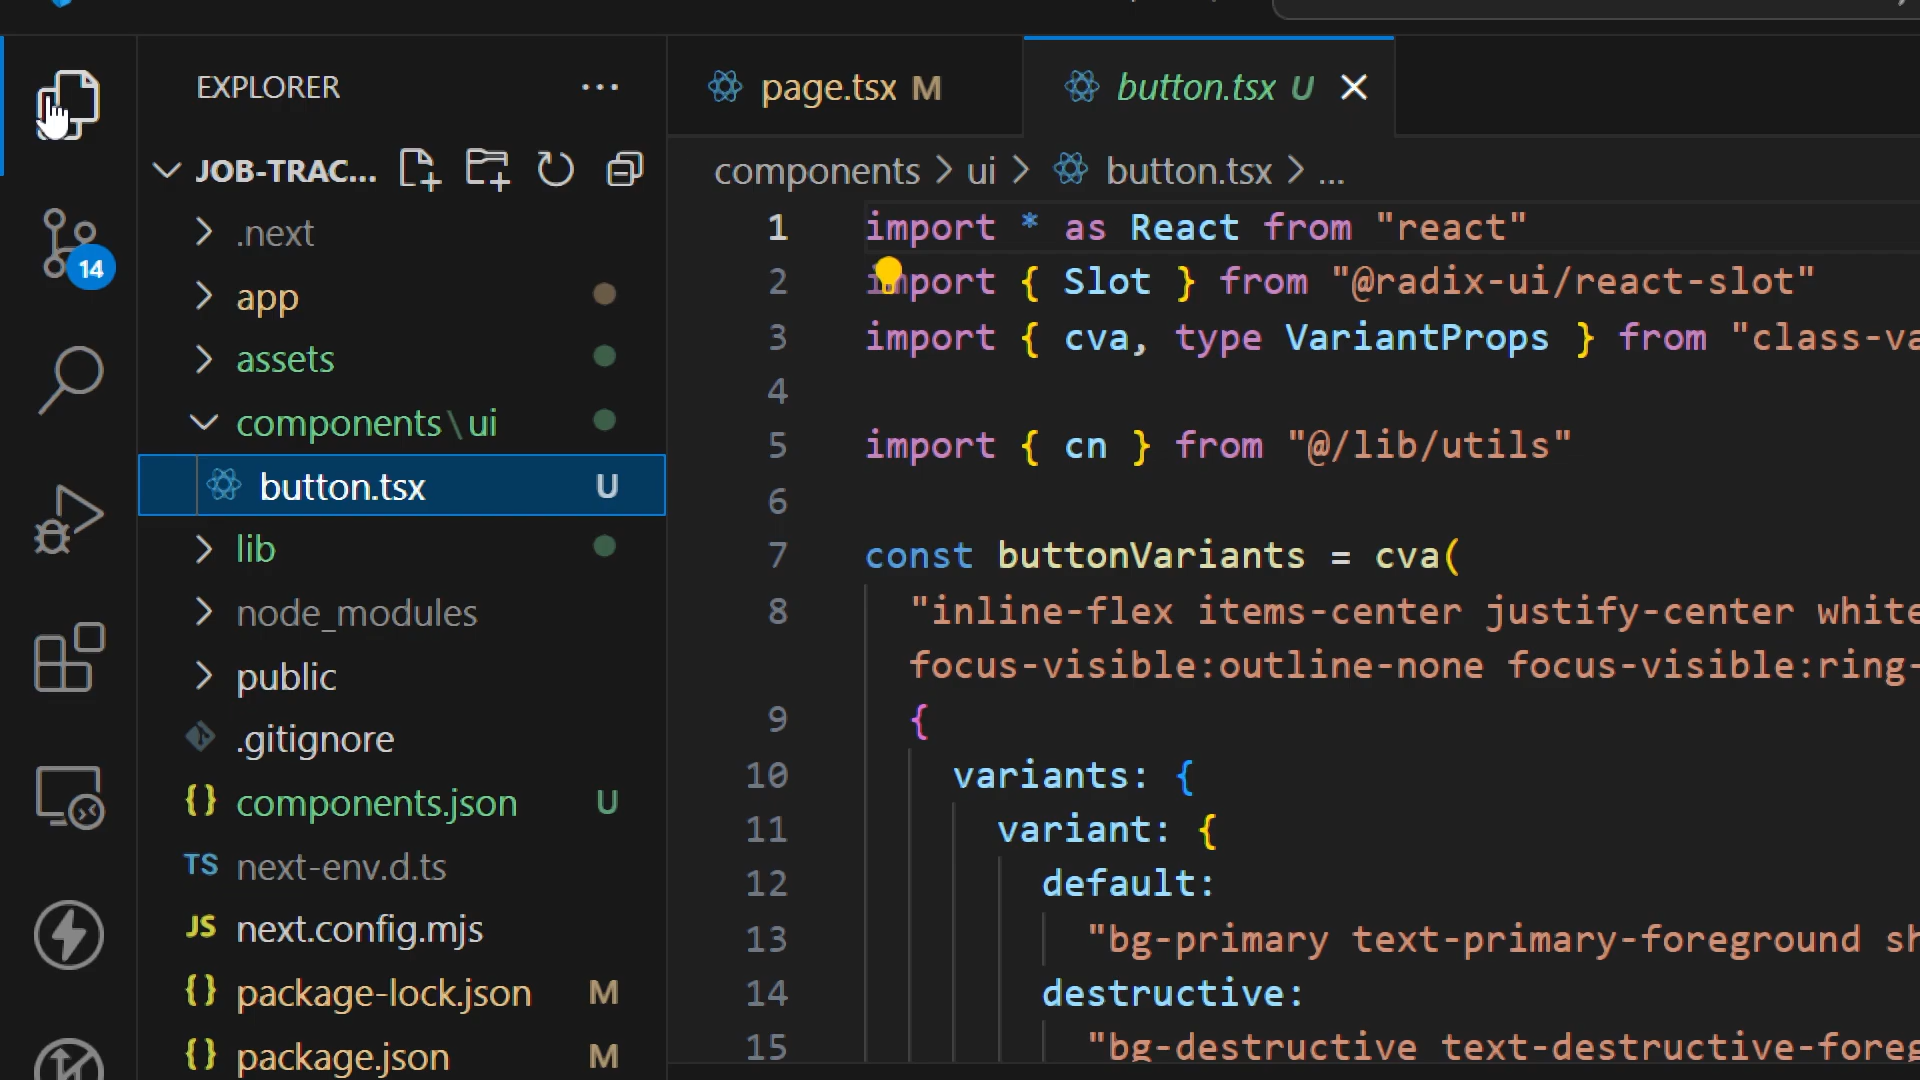 EXPLORER
JOB-TRAC...
.next
14
app
assets
components\ui
button.tsx U
lib
node_modules
public
.gitignore
{} components.json U
TS next-env.d.ts
JS next.config.mjs
{} package-lock.json M
{} package.json M
page.tsx M
button.tsx U
components > ui > button.tsx > ...
1 import * as React from "react"
2 import { Slot } from "@radix-ui/react-slot"
3 import { cva, type VariantProps } from "class-va
4
5 import { cn } from "@/lib/utils"
6
7 const buttonVariants = cva(
8 "inline-flex items-center justify-center white
focus-visible:outline-none focus-visible:ring-
9 {
10 variants: {
11 variant: {
12 default:
13 "bg-primary text-primary-foreground sh
14 destructive:
15 "bg-destructive text-destructive-foreg